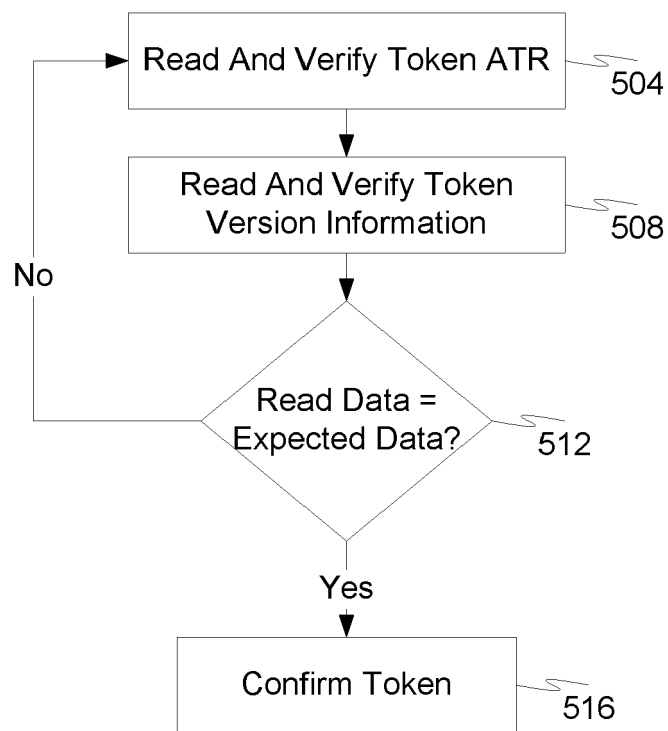 Read And Verify Token ATR
504
Read And Verify Token
Version Information
508
No
Read Data =
Expected Data?
512
Yes
Confirm Token
516